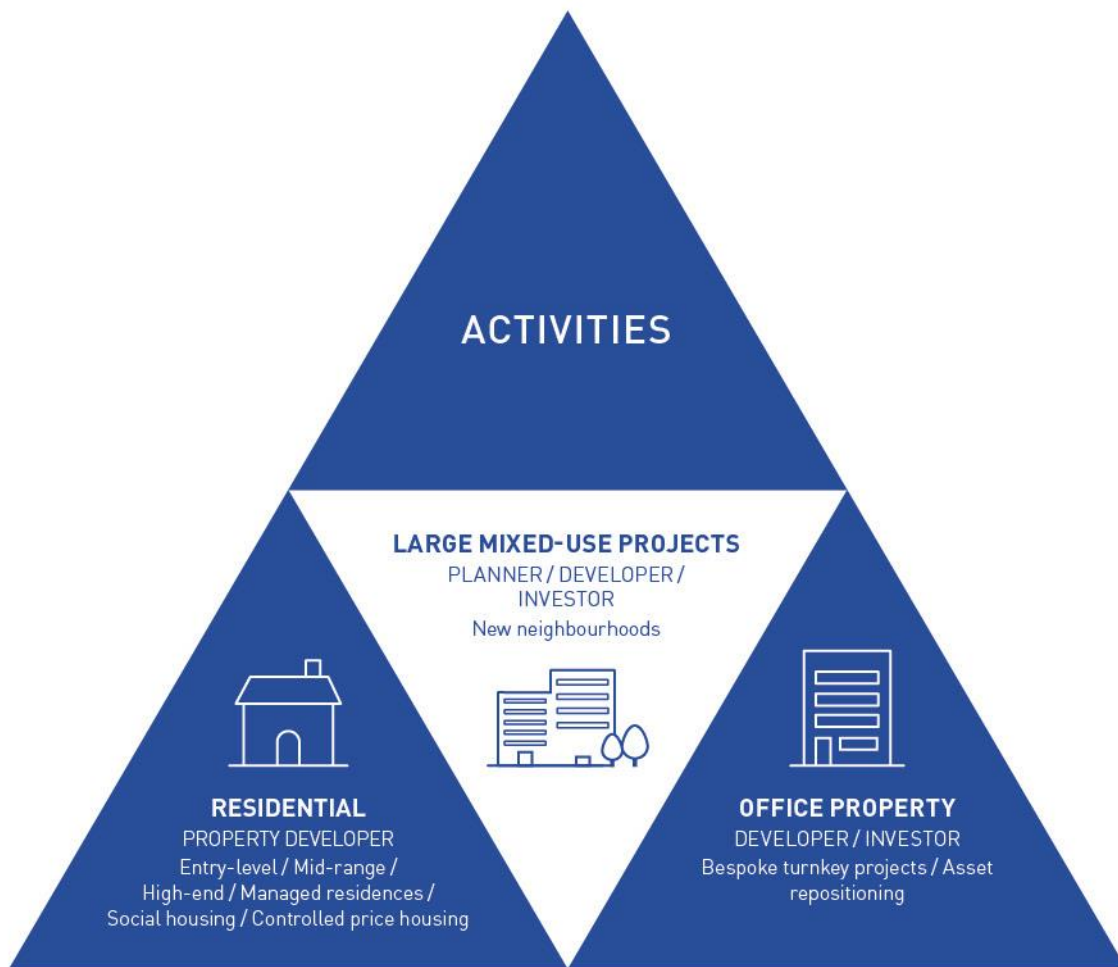 ACTIVITIES
LARGE MIXED-USE PROJECTS
PLANNER / DEVELOPER /
INVESTOR
New neighbourhoods
RESIDENTIAL
PROPERTY DEVELOPER
Entry-level / Mid-range /
High-end / Managed residences /
Social housing / Controlled price housing
OFFICE PROPERTY
DEVELOPER / INVESTOR
Bespoke turnkey projects / Asset
repositioning